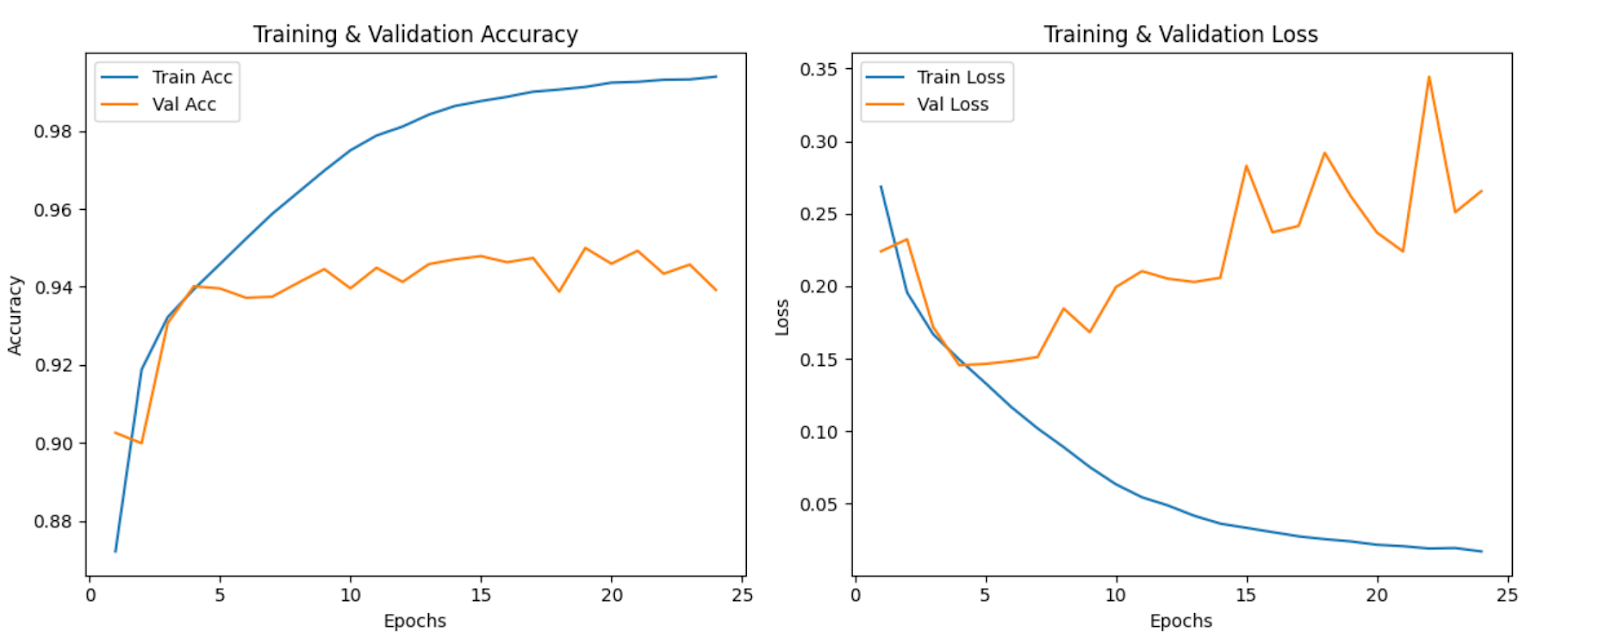 Training & Validation Accuracy
Train Acc
Val Acc
0.98
0.96
0.94
0.92
0.90
0.88
Accuracy
0
5
10
15
20
25
Epochs
Training & Validation Loss
Train Loss
Val Loss
0.35
0.30
0.25
0.20
0.15
0.10
0.05
Loss
0
5
10
15
20
25
Epochs